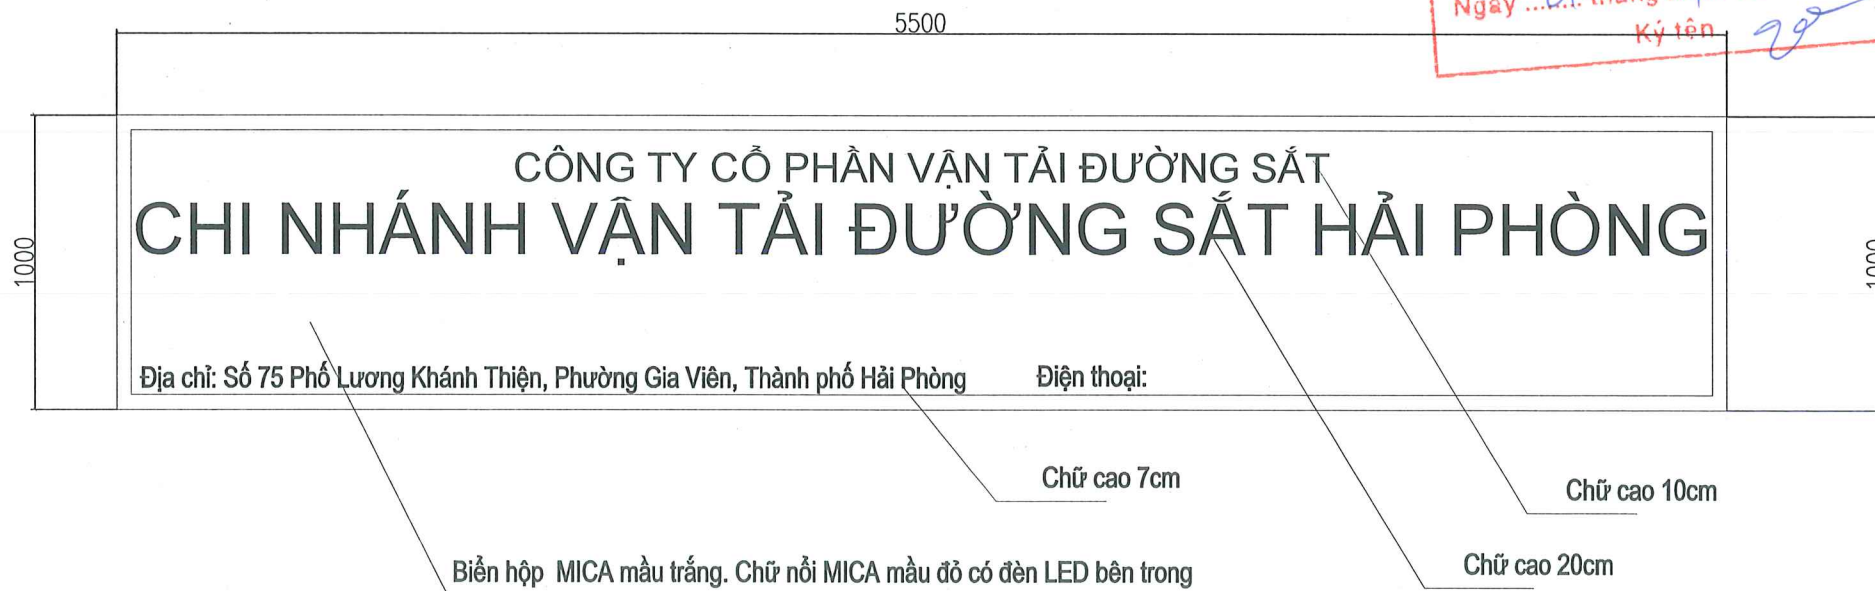 Ngày
Ký tên
5500
CÔNG TY CỔ PHẦN VẬN TẢI ĐƯỜNG SẮT
CHI NHÁNH VẬN TẢI ĐƯỜNG SẮT HẢI PHÒNG
1000
1000
Địa chỉ: Số 75 Phố Lương Khánh Thiện, Phường Gia Viên, Thành phố Hải Phòng Điện thoại:
Chữ cao 7cm
Chữ cao 10cm
Biển hộp MICA mầu trắng. Chữ nổi MICA mầu đỏ có đèn LED bên trong
Chữ cao 20cm